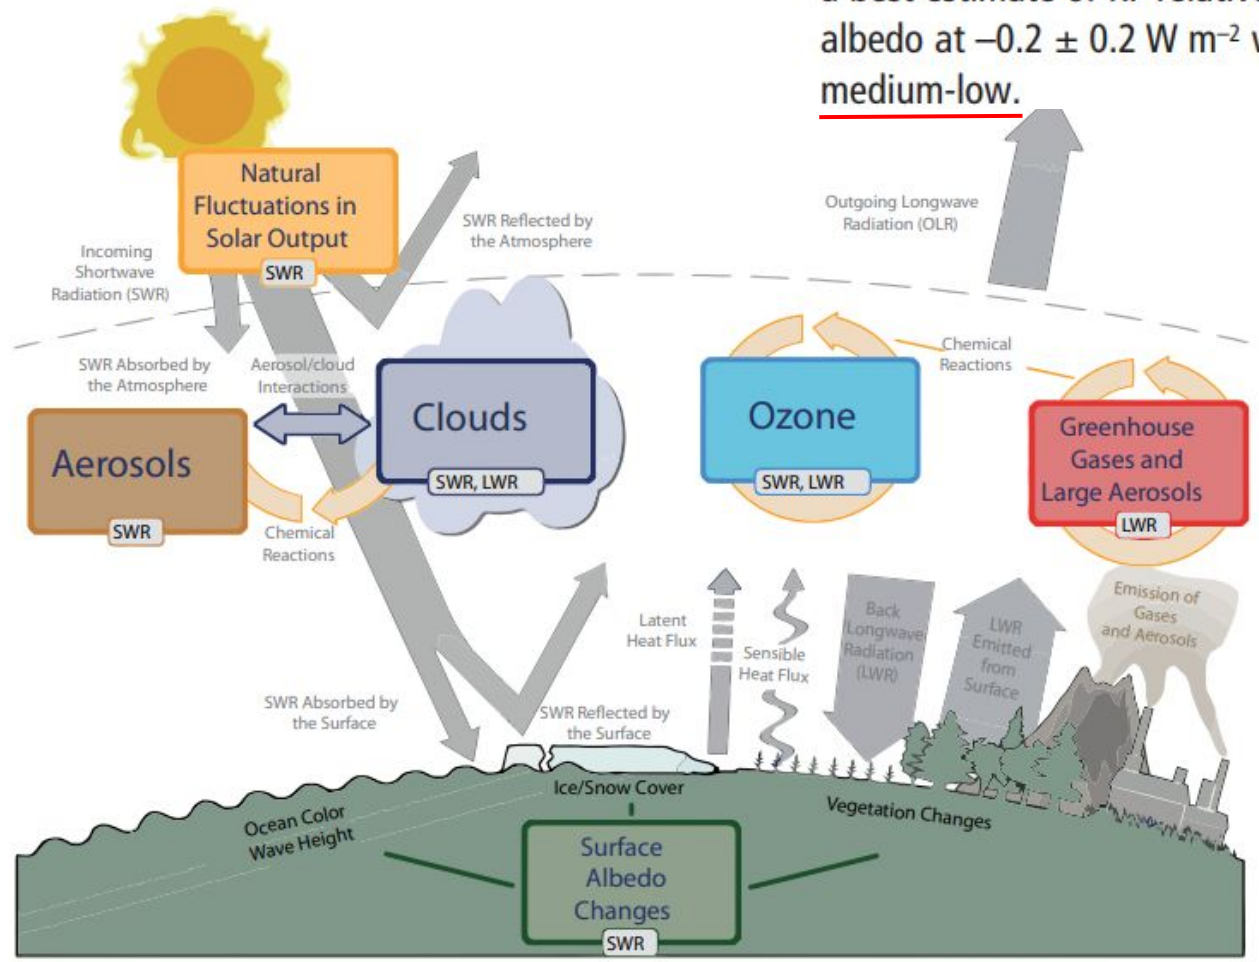 a best estimate of RF relative
albedo at –0.2 ± 0.2 W m–2
medium-low.
Natural
Fluctuations in
Solar Output
SWR
Incoming
Shortwave
Radiation (SWR)
SWR Reflected by
the Atmosphere
Outgoing Longwave
Radiation (OLR)
SWR Absorbed by
the Atmosphere
Aerosol/cloud
Interactions
Chemical
Reactions
Aerosols
SWR
Clouds
SWR, LWR
Ozone
SWR, LWR
Greenhouse
Gases and
Large Aerosols
LWR
Chemical
Reactions
Latent
Heat Flux
Sensible
Heat Flux
Back
Longwave
Radiation
(LWR)
LWR
Emitted
from
Surface
Emission of
Gases
and Aerosols
SWR Absorbed by
the Surface
SWR Reflected by
the Surface
Ice/Snow Cover
Ocean Color
Wave Height
Vegetation Changes
Surface
Albedo
Changes
SWR